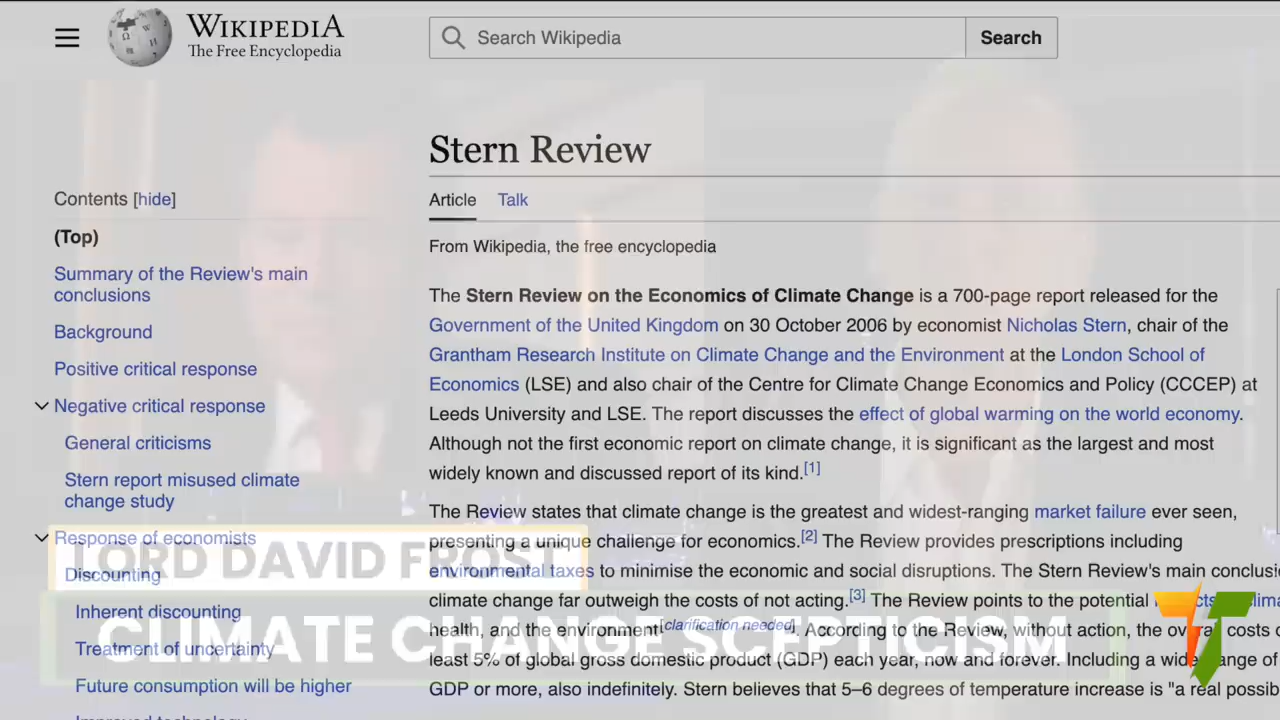 WIKIPEDIA
The Free Encyclopedia
Search Wikipedia
Search
Stern Review
Contents [hide]
(Top)
Summary of the Review's main
conclusions
Background
Positive critical response
Negative critical response
General criticisms
Stern report misused climate
change study
Response of economists
Discounting
Inherent discounting
Treatment of uncertainty
Future consumption will be higher
Improved technology
Article Talk
From Wikipedia, the free encyclopedia
The Stern Review on the Economics of Climate Change is a 700-page report released for the
Government of the United Kingdom on 30 October 2006 by economist Nicholas Stern, chair of the
Grantham Research Institute on Climate Change and the Environment at the London School of
Economics (LSE) and also chair of the Centre for Climate Change Economics and Policy (CCCEP) at
Leeds University and LSE. The report discusses the effect of global warming on the world economy.
Although not the first economic report on climate change, it is significant as the largest and most
widely known and discussed report of its kind.[1]
The Review states that climate change is the greatest and widest-ranging market failure ever seen,
presenting a unique challenge for economics.[2] The Review provides prescriptions including
environmental taxes to minimise the economic and social disruptions. The Stern Review's main
climate change far outweigh the costs of not acting.[3] The Review points to the potential
health, and the environment[clarification needed]. According to the Review, without action, the overall costs
least 5% of global gross domestic product (GDP) each year, now and forever. Including a wider range of
GDP or more, also indefinitely. Stern believes that 5–6 degrees of temperature increase is "a real
LORD DAVID FROST
CLIMATE CHANGE SCEPTICISM